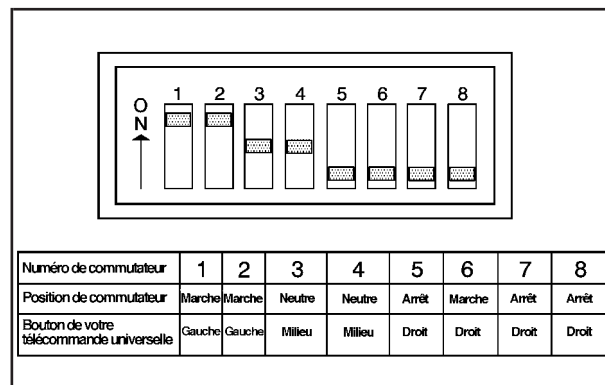 1 2 3 4 5 6 7 8
O
N
Numéro de commutateur 1 2 3 4 5 6 7 8
Position de commutateur Marche Marche Neutre Neutre Arrêt Marche Arrêt Arrêt
Bouton de votre
télécommande universelle Gauche Gauche Milieu Milieu Droit Droit Droit Droit